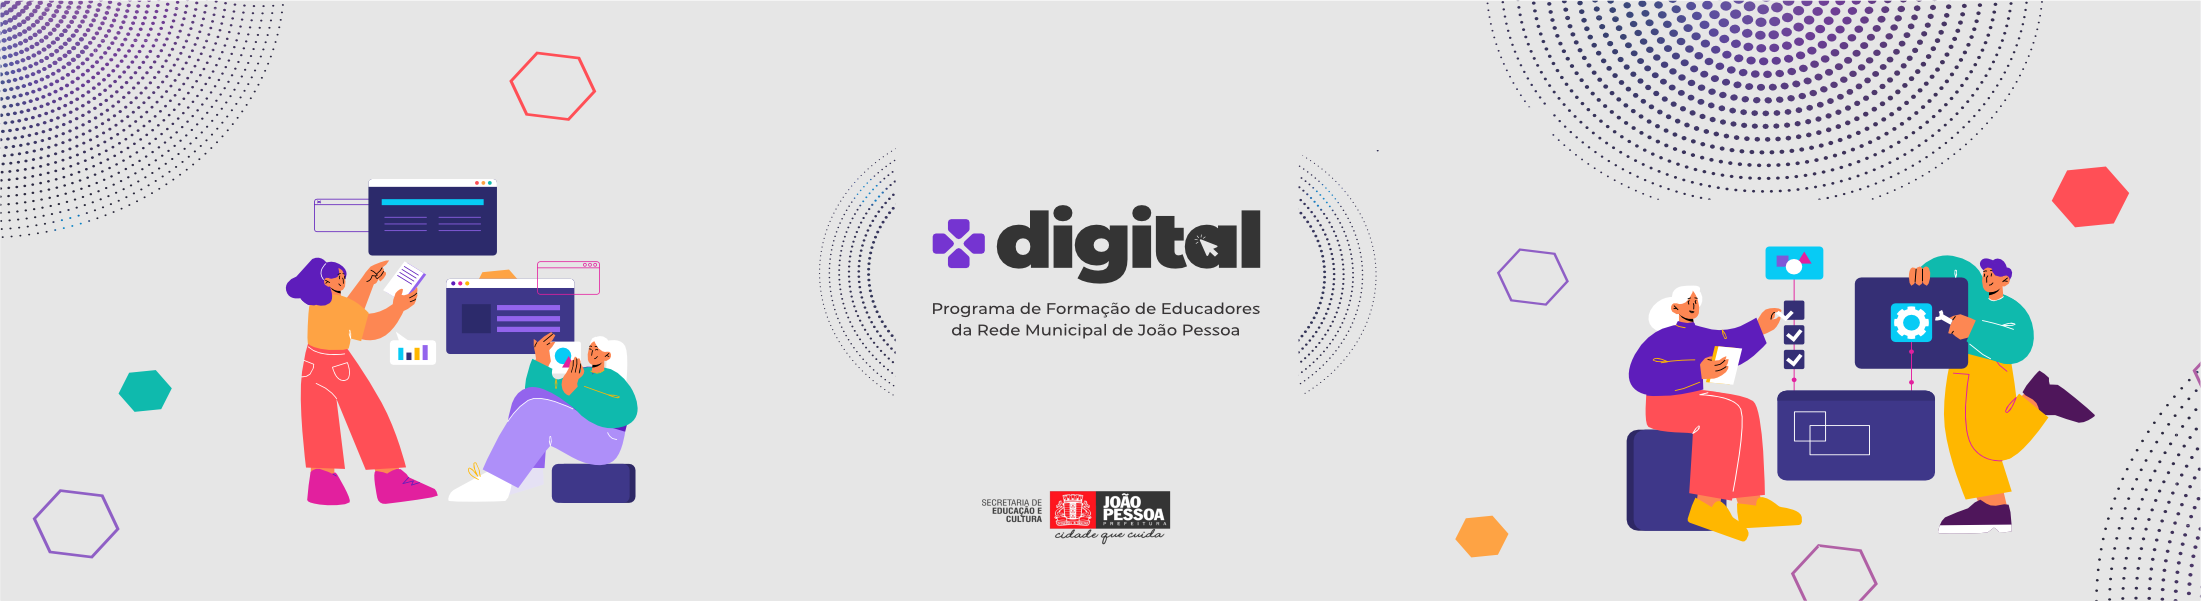 digital
Programa de Formação de Educadores
da Rede Municipal de João Pessoa
SECRETARIA DE
EDUCAÇÃO E
CULTURA
JOÃO
PESSOA
PREFEITURA
cidade que cuida